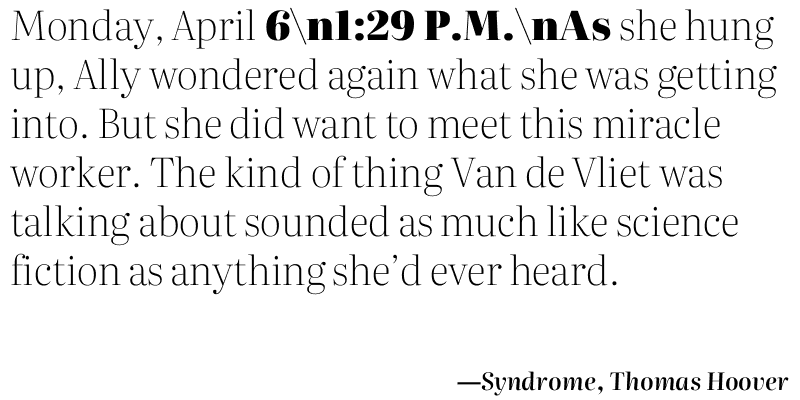 Monday, April 6\n1:29 P.M.\nAs she hung
up, Ally wondered again what she was getting
into. But she did want to meet this miracle
worker. The kind of thing Van de Vliet was
talking about sounded as much like science
fiction as anything she’d ever heard.
—Syndrome, Thomas Hoover